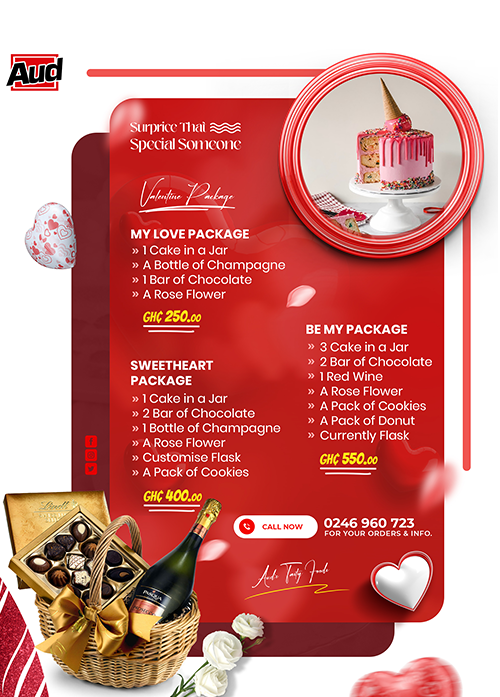 Aud
Surprice That
Special Someone
Valentine Package
MY LOVE PACKAGE
» 1 Cake in a Jar
» A Bottle of Champagne
» 1 Bar of Chocolate
» A Rose Flower
GH₵ 250.00
BE MY PACKAGE
» 3 Cake in a Jar
» 2 Bar of Chocolate
» 1 Red Wine
» A Rose Flower
» A Pack of Cookies
» A Pack of Donut
» Currently Flask
GH₵ 550.00
SWEETHEART
PACKAGE
» 1 Cake in a Jar
» 2 Bar of Chocolate
» 1 Bottle of Champagne
» A Rose Flower
» Customise Flask
» A Pack of Cookies
GH₵ 400.00
CALL NOW
0246 960 723
FOR YOUR ORDERS & INFO.
Aud's Tasty Foods
PASQUA